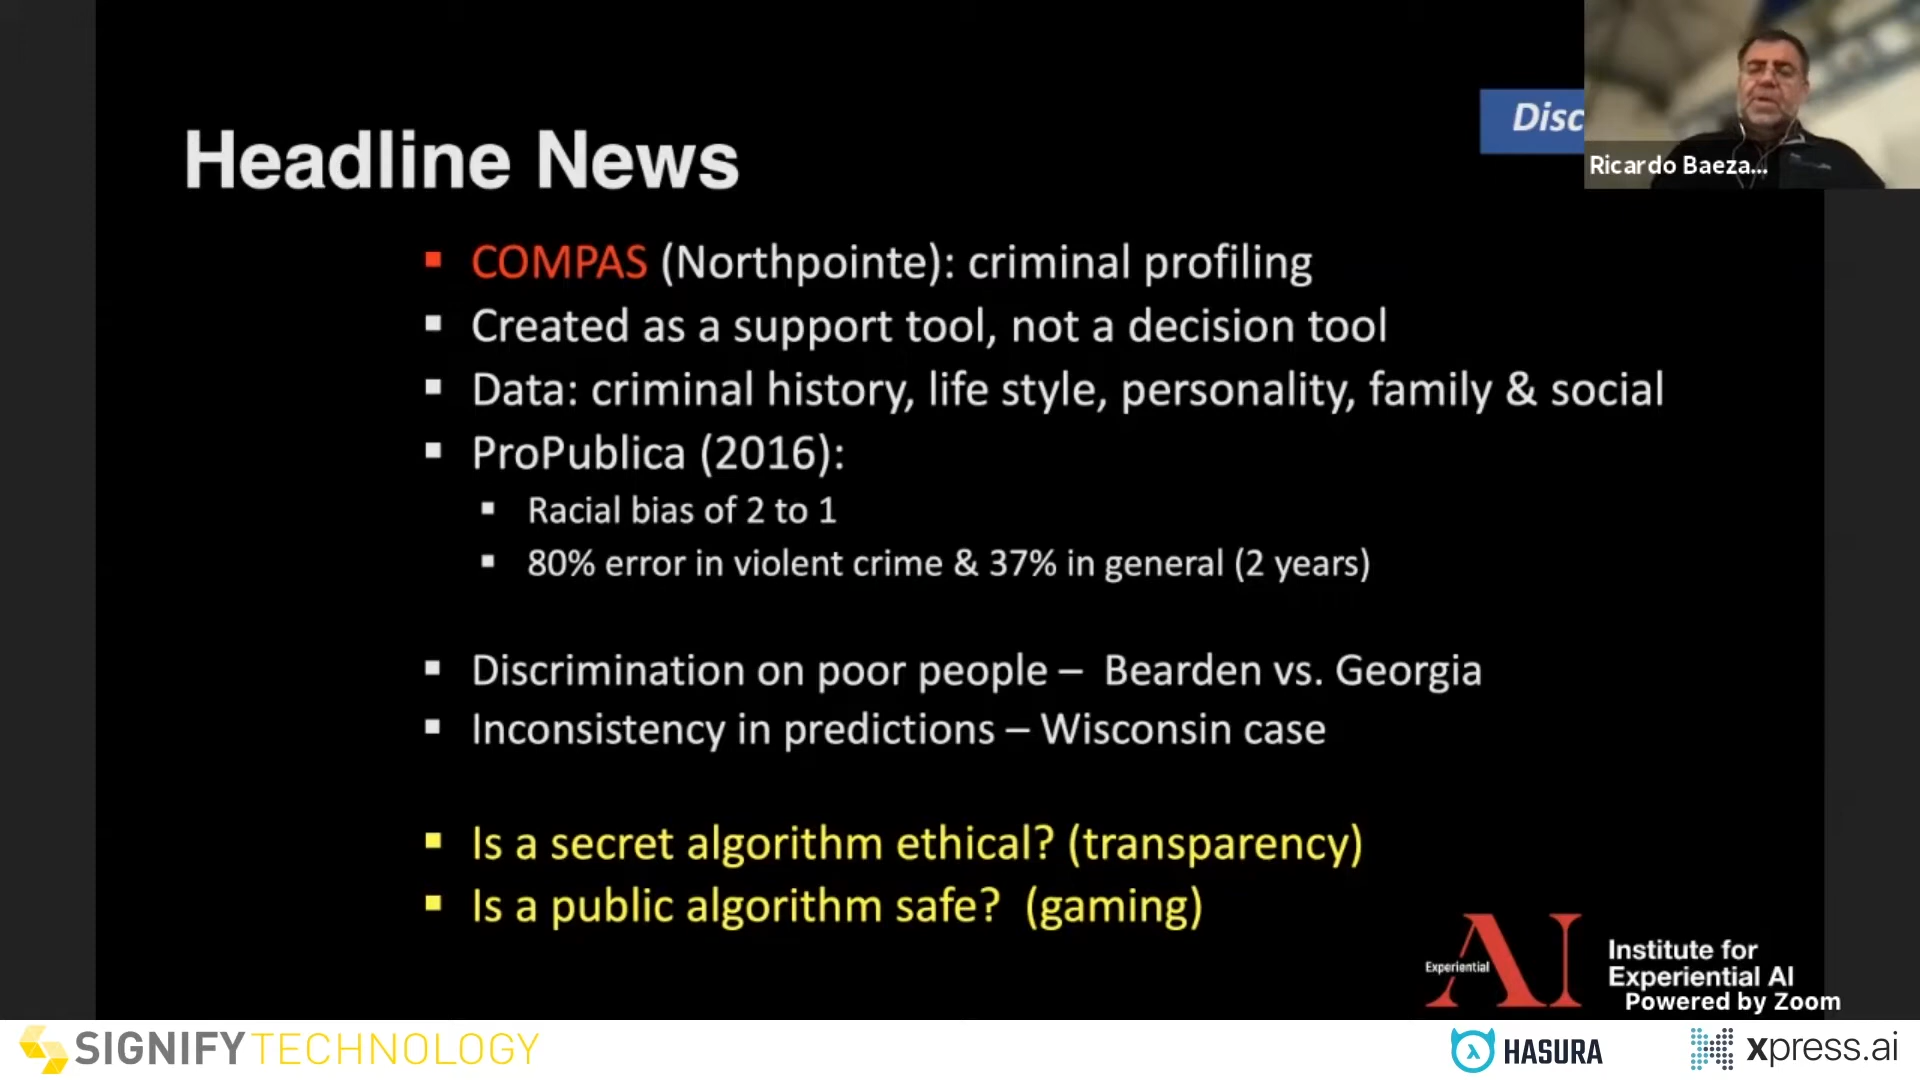 Disc
Ricardo Baeza...
Headline News
COMPAS (Northpointe): criminal profiling
Created as a support tool, not a decision tool
Data: criminal history, life style, personality, family & social
ProPublica (2016):
Racial bias of 2 to 1
80% error in violent crime & 37% in general (2 years)
Discrimination on poor people – Bearden vs. Georgia
Inconsistency in predictions – Wisconsin case
Is a secret algorithm ethical? (transparency)
Is a public algorithm safe? (gaming)
Experiential
AI
Institute for
Experiential AI
Powered by Zoom
SIGNIFY TECHNOLOGY
HASURA
xpress.ai